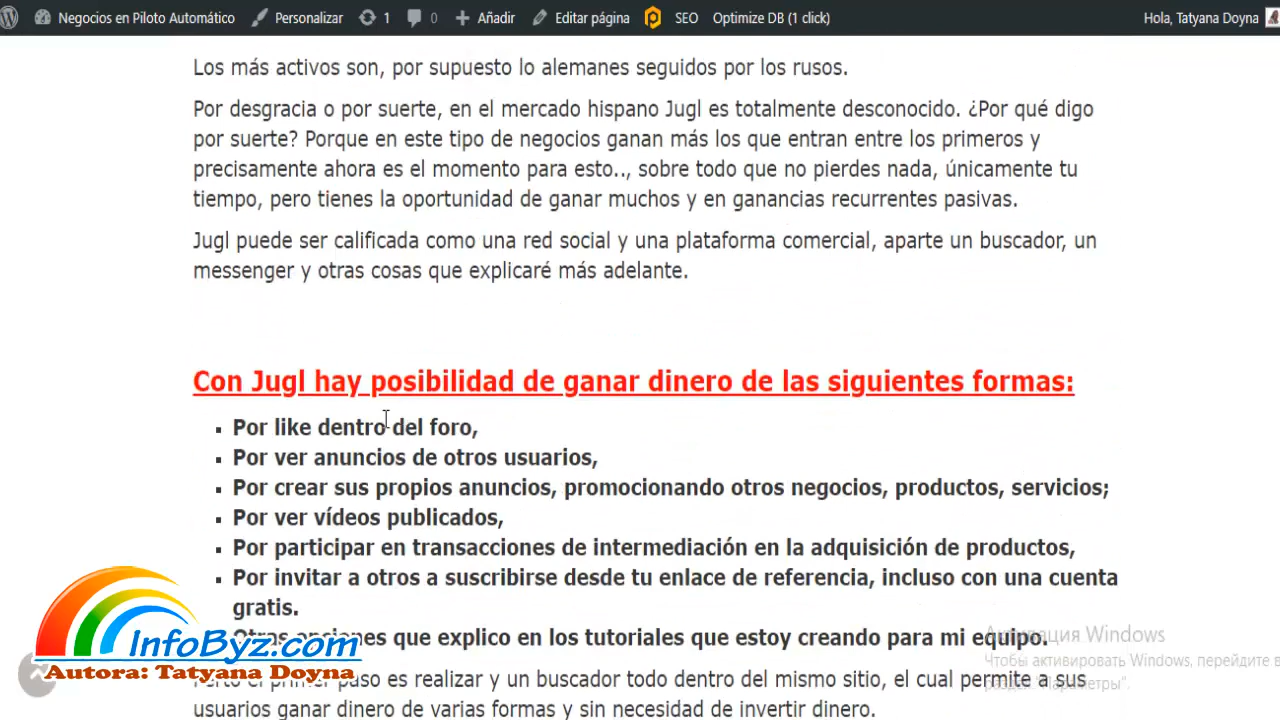 Negocios en Piloto Automático Personalizar 1 0 Añadir Editar página SEO Optimize DB (1 click) Hola, Tatyana Doyna
Los más activos son, por supuesto lo alemanes seguidos por los rusos.
Por desgracia o por suerte, en el mercado hispano Jugl es totalmente desconocido. ¿Por qué digo
por suerte? Porque en este tipo de negocios ganan más los que entran entre los primeros y
precisamente ahora es el momento para esto.., sobre todo que no pierdes nada, únicamente tu
tiempo, pero tienes la oportunidad de ganar muchos y en ganancias recurrentes pasivas.
Jugl puede ser calificada como una red social y una plataforma comercial, aparte un buscador, un
messenger y otras cosas que explicaré más adelante.
Con Jugl hay posibilidad de ganar dinero de las siguientes formas:
Por like dentro del foro,
Por ver anuncios de otros usuarios,
Por crear sus propios anuncios, promocionando otros negocios, productos, servicios;
Por ver vídeos publicados,
Por participar en transacciones de intermediación en la adquisición de productos,
Por invitar a otros a suscribirse desde tu enlace de referencia, incluso con una cuenta
gratis.
Otras opciones que explico en los tutoriales que estoy creando para mi equipo.
InfoByz.com
Autora: Tatyana Doyna
Активация Windows
Чтобы активировать Windows, перейдите в
раздел "Параметры".
el primer paso es realizar y un buscador todo dentro del mismo sitio, el cual permite a sus
usuarios ganar dinero de varias formas y sin necesidad de invertir dinero.